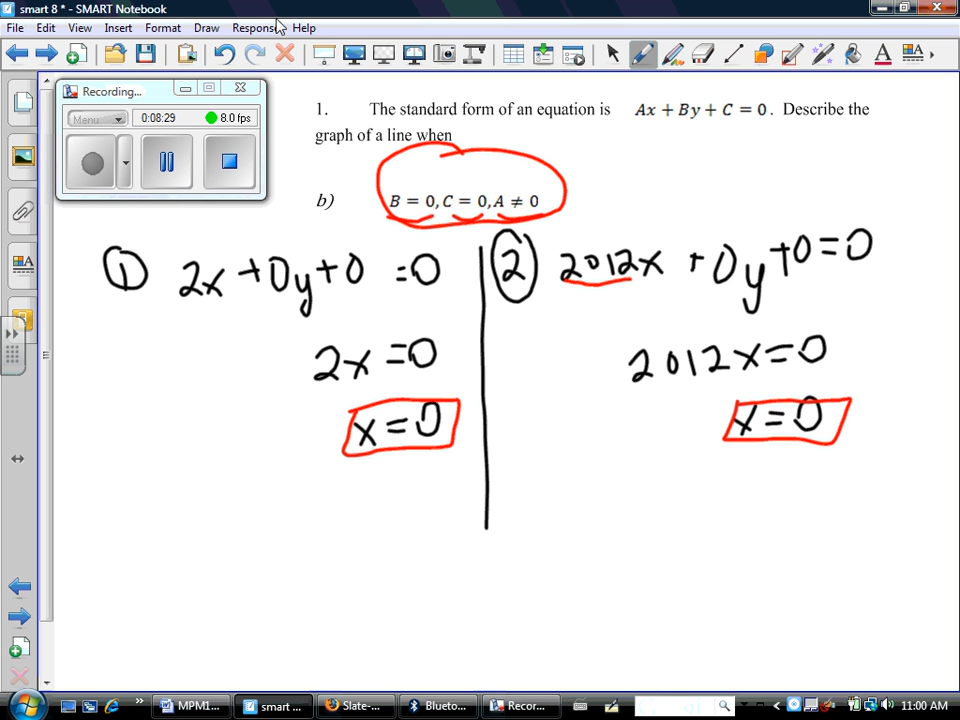 smart 8 * - SMART Notebook
File Edit View Insert Format Draw Respons Help
Recording...
Menu 0:08:29 8.0 fps
1. The standard form of an equation is Ax + By + C = 0 . Describe the
graph of a line when
b) B = 0, C = 0, A ≠ 0
① 2x +0y+0 =0
2x =0
x =0
② 2012x +0y+0=0
2012x=0
x=0
MPM1... smart ... Slate-... Blueto... Recor... 11:00 AM